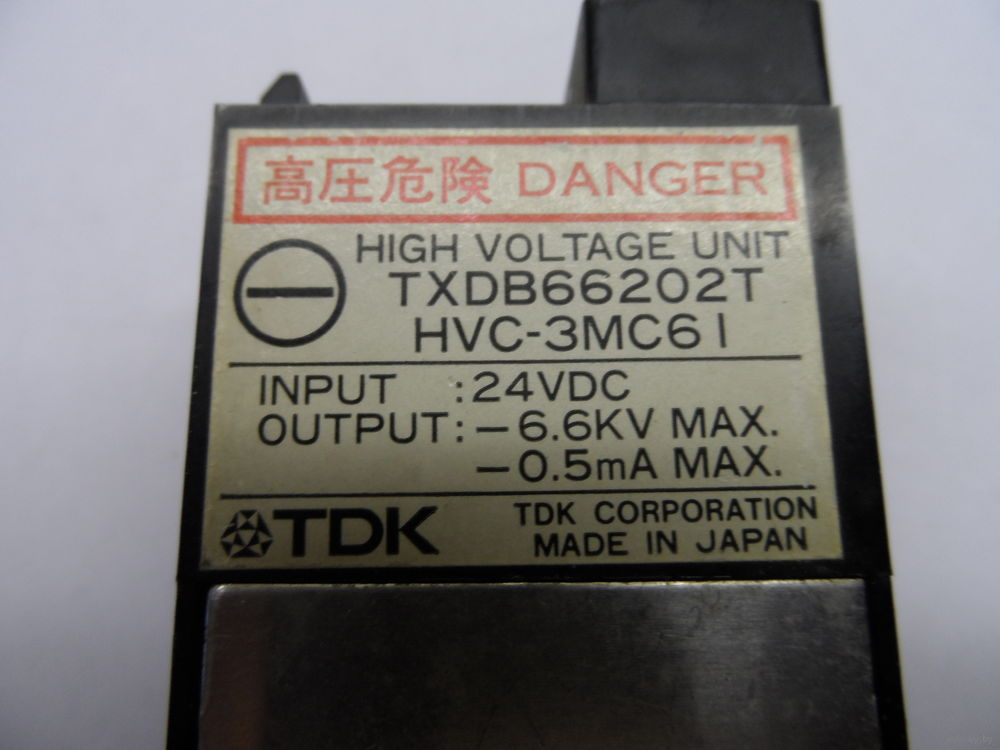 高圧危険 DANGER
HIGH VOLTAGE UNIT
TXDB66202T
HVC-3MC61
INPUT :24VDC
OUTPUT:−6.6KV MAX.
−0.5mA MAX.
TDK
TDK CORPORATION
MADE IN JAPAN